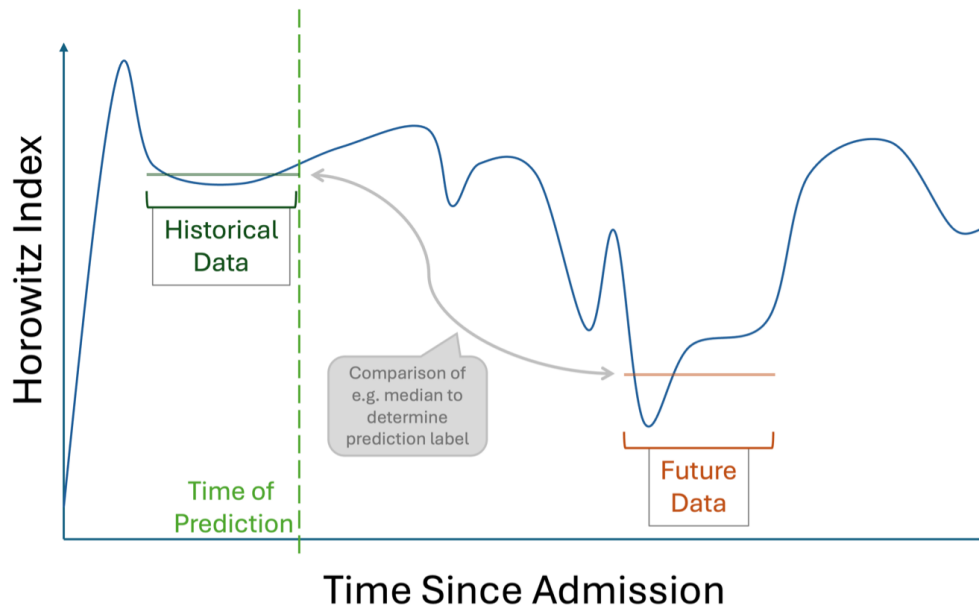 Horowitz Index
Historical
Data
Comparison of
e.g. median to
determine
prediction label
Future
Data
Time of
Prediction
Time Since Admission